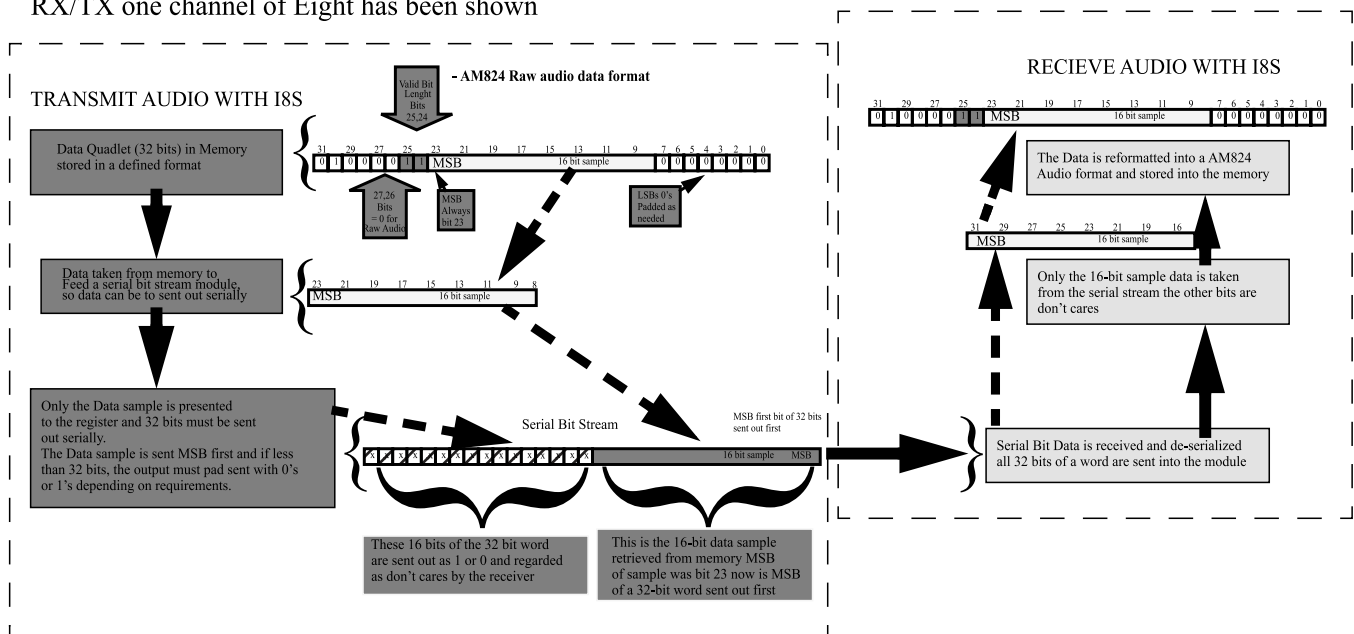 RX/TX one channel of Eight has been shown
TRANSMIT AUDIO WITH I8S
- AM824 Raw audio data format
Valid Bit
Lenght
Bits
25,24
Data Quadlet (32 bits) in Memory
stored in a defined format
31 29 27 25 23 21 19 17 15 13 11 9 7 6 5 4 3 2 1 0
0 1 0 0 0 0 1 1 MSB 16 bit sample 0 0 0 0 0 0 0 0
27,26
Bits
= 0 for
Raw Audio
MSB
Always
bit 23
LSBs 0's
Padded as
needed
Data taken from memory to
Feed a serial bit stream module,
so data can be to sent out serially
23 21 19 17 15 13 11 9 8
MSB 16 bit sample
Only the Data sample is presented
to the register and 32 bits must be sent
out serially.
The Data sample is sent MSB first and if less
than 32 bits, the output must pad sent with 0's
or 1's depending on requirements.
Serial Bit Stream
MSB first bit of 32 bits
sent out first
x x x x x x x x x x x x x x x x 16 bit sample MSB
These 16 bits of the 32 bit word
are sent out as 1 or 0 and regarded
as don't cares by the receiver
This is the 16-bit data sample
retrieved from memory MSB
of sample was bit 23 now is MSB
of a 32-bit word sent out first
RECIEVE AUDIO WITH I8S
31 29 27 25 23 21 19 17 13 11 9 7 6 5 4 3 2 1 0
0 1 0 0 0 0 1 1 MSB 16 bit sample 0 0 0 0 0 0 0 0
The Data is reformatted into a AM824
Audio format and stored into the memory
31 29 27 25 23 21 19 16
MSB 16 bit sample
Only the 16-bit sample data is taken
from the serial stream the other bits are
don't cares
Serial Bit Data is received and de-serialized
all 32 bits of a word are sent into the module